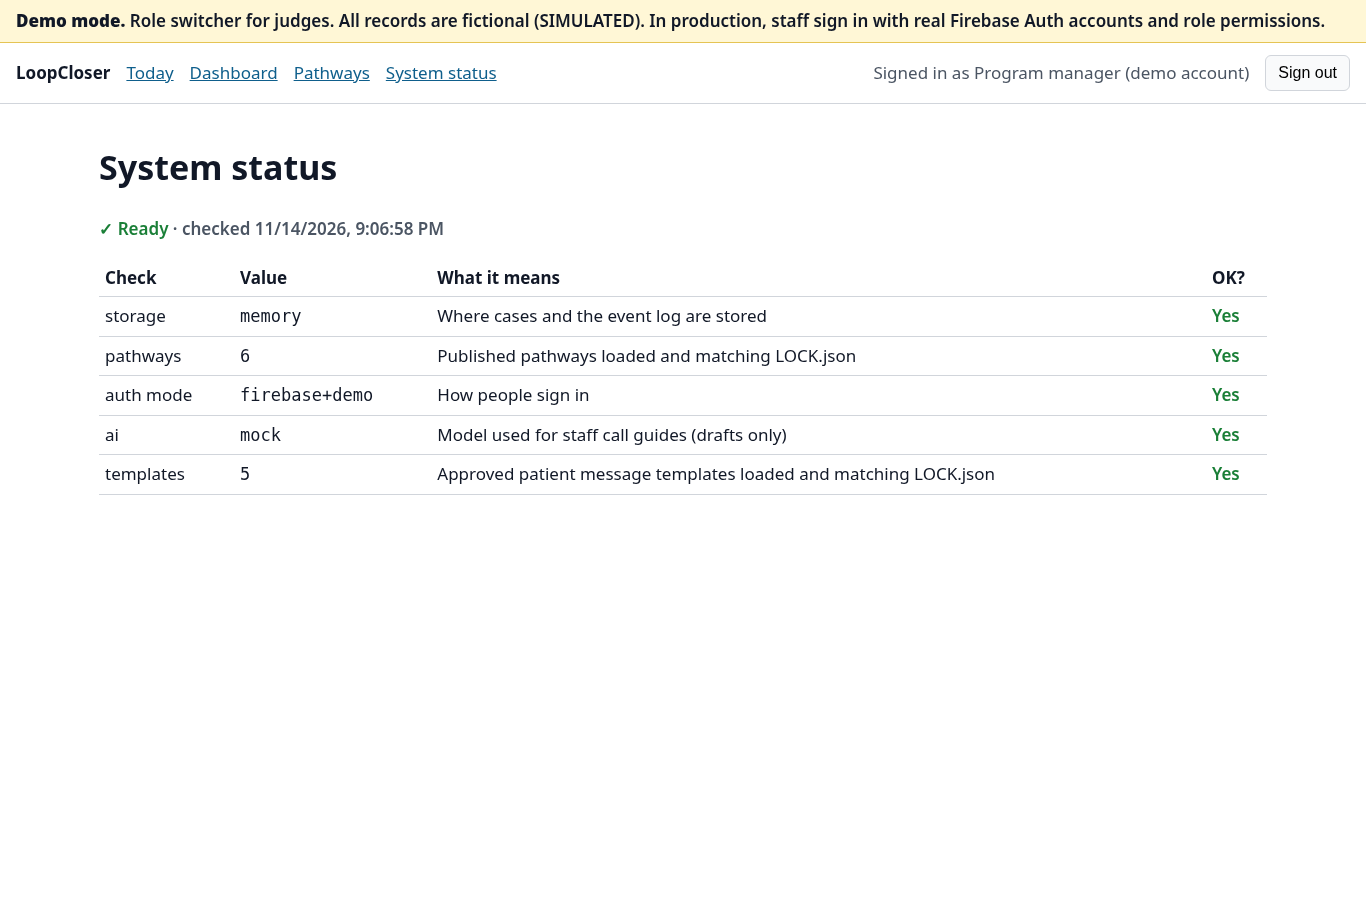 Demo mode. Role switcher for judges. All records are fictional (SIMULATED). In production, staff sign in with real Firebase Auth accounts and role permissions.
LoopCloser Today Dashboard Pathways System status Signed in as Program manager (demo account) Sign out
System status
✓ Ready · checked 11/14/2026, 9:06:58 PM
Check Value What it means OK?
storage memory Where cases and the event log are stored Yes
pathways 6 Published pathways loaded and matching LOCK.json Yes
auth mode firebase+demo How people sign in Yes
ai mock Model used for staff call guides (drafts only) Yes
templates 5 Approved patient message templates loaded and matching LOCK.json Yes